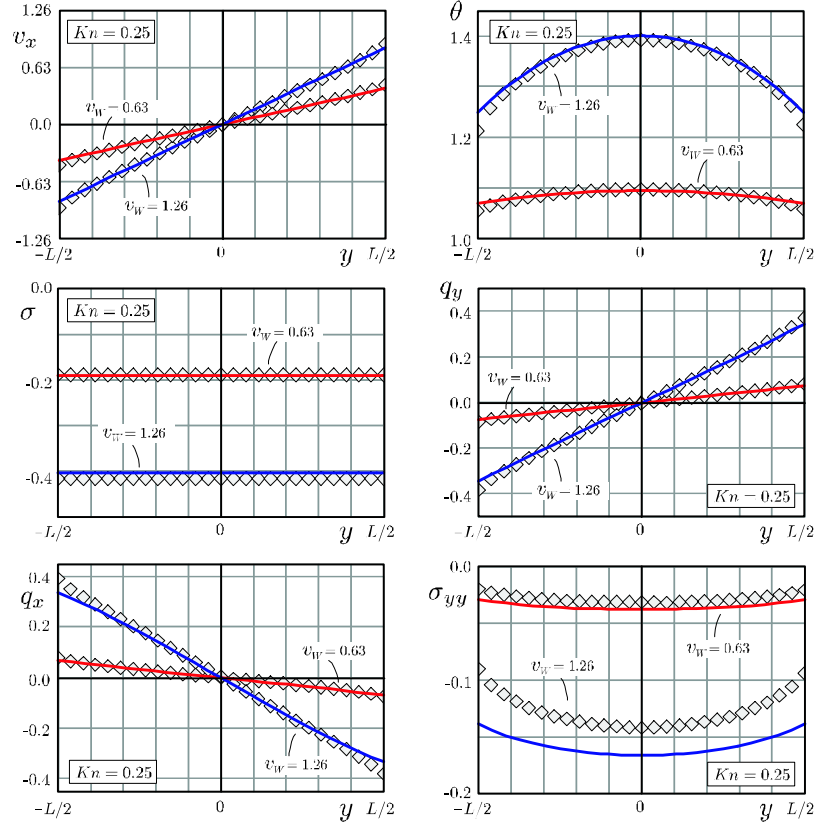 1.26
v_x
Kn = 0.25
0.63
v_W = 0.63
0.0
-0.63
v_W = 1.26
-1.26
-L/2
0
y
L/2
θ
Kn = 0.25
1.4
v_W = 1.26
1.2
v_W = 0.63
1.0
-L/2
0
y
L/2
0.0
σ
Kn = 0.25
v_W = 0.63
-0.2
v_W = 1.26
-0.4
-L/2
0
y
L/2
q_y
0.4
0.2
v_W = 0.63
0.0
-0.2
v_W = 1.26
-0.4
Kn = 0.25
-L/2
0
y
L/2
0.4
q_x
0.2
v_W = 0.63
0.0
-0.2
v_W = 1.26
Kn = 0.25
-0.4
-L/2
0
y
L/2
0.0
σ_yy
v_W = 0.63
v_W = 1.26
-0.1
Kn = 0.25
-0.2
-L/2
0
y
L/2